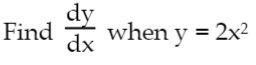 Find dy/dx when y = 2x²